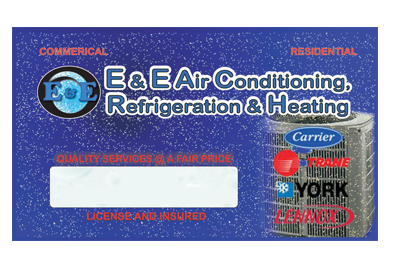 COMMERICAL
RESIDENTIAL
E & E
E & E Air Conditioning,
Refrigeration & Heating
Carrier
TRANE
YORK
LENNOX
QUALITY SERVICES @ A FAIR PRICE
LICENSE AND INSURED